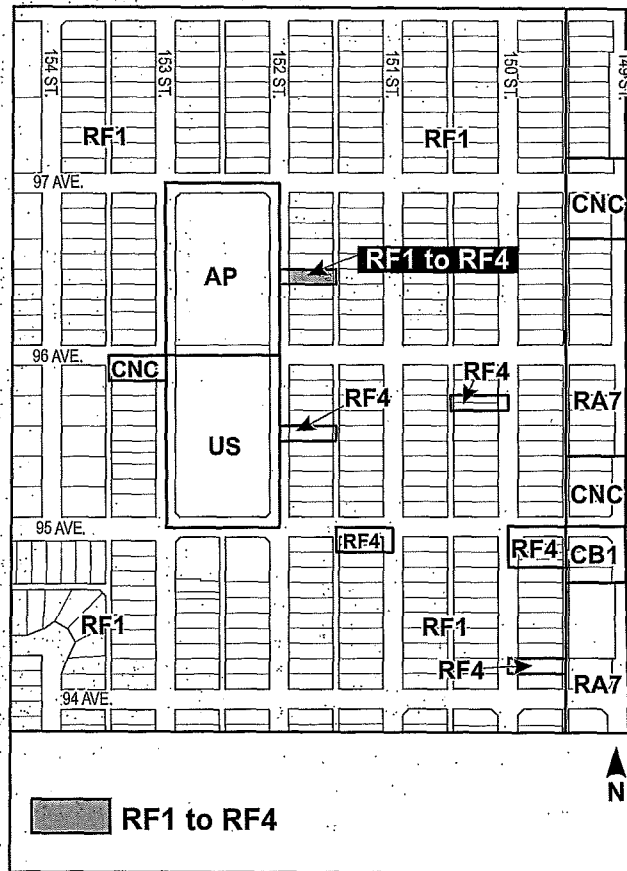 154 ST.
153 ST.
152 ST.
151 ST.
150 ST.
149 ST.
RF1
RF1
97 AVE.
CNC
RF1 to RF4
AP
96 AVE.
CNC
RF4
RF4
RA7
US
CNC
95 AVE.
RF4
RF4
CB1
RF1
RF1
RF4
RA7
94 AVE.
N
RF1 to RF4